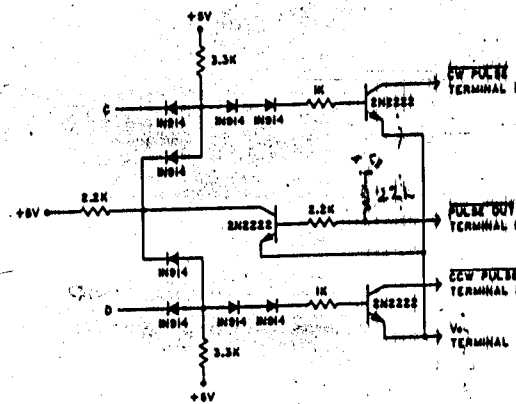 +5V
3.3K
C
IN914
IN914
IN914
1K
2N2222
CW PULSE
TERMINAL
IN914
+5V
2.2K
2N2222
2.2K
PULSE OUT
TERMINAL
IN914
D
IN914
IN914
IN914
1K
2N2222
CCW PULSE
TERMINAL
TERMINAL
3.3K
+5V